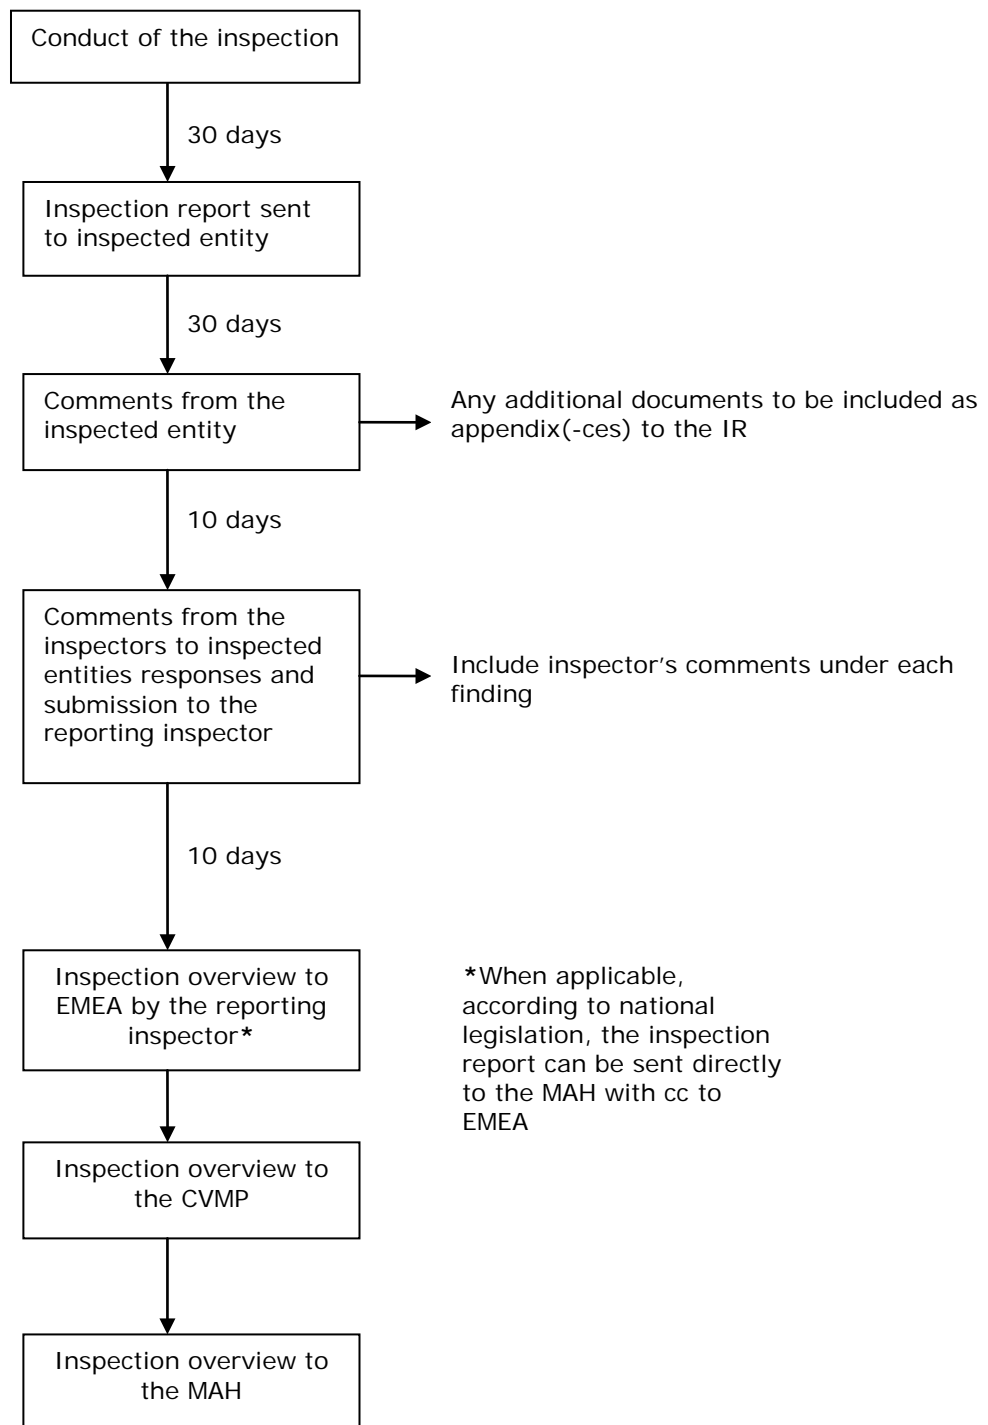 Conduct of the inspection
30 days
Inspection report sent
to inspected entity
30 days
Comments from the
inspected entity
Any additional documents to be included as
appendix(-ces) to the IR
10 days
Comments from the
inspectors to inspected
entities responses and
submission to the
reporting inspector
Include inspector's comments under each
finding
10 days
Inspection overview to
EMEA by the reporting
inspector*
*When applicable,
according to national
legislation, the inspection
report can be sent directly
to the MAH with cc to
EMEA
Inspection overview to
the CVMP
Inspection overview to
the MAH